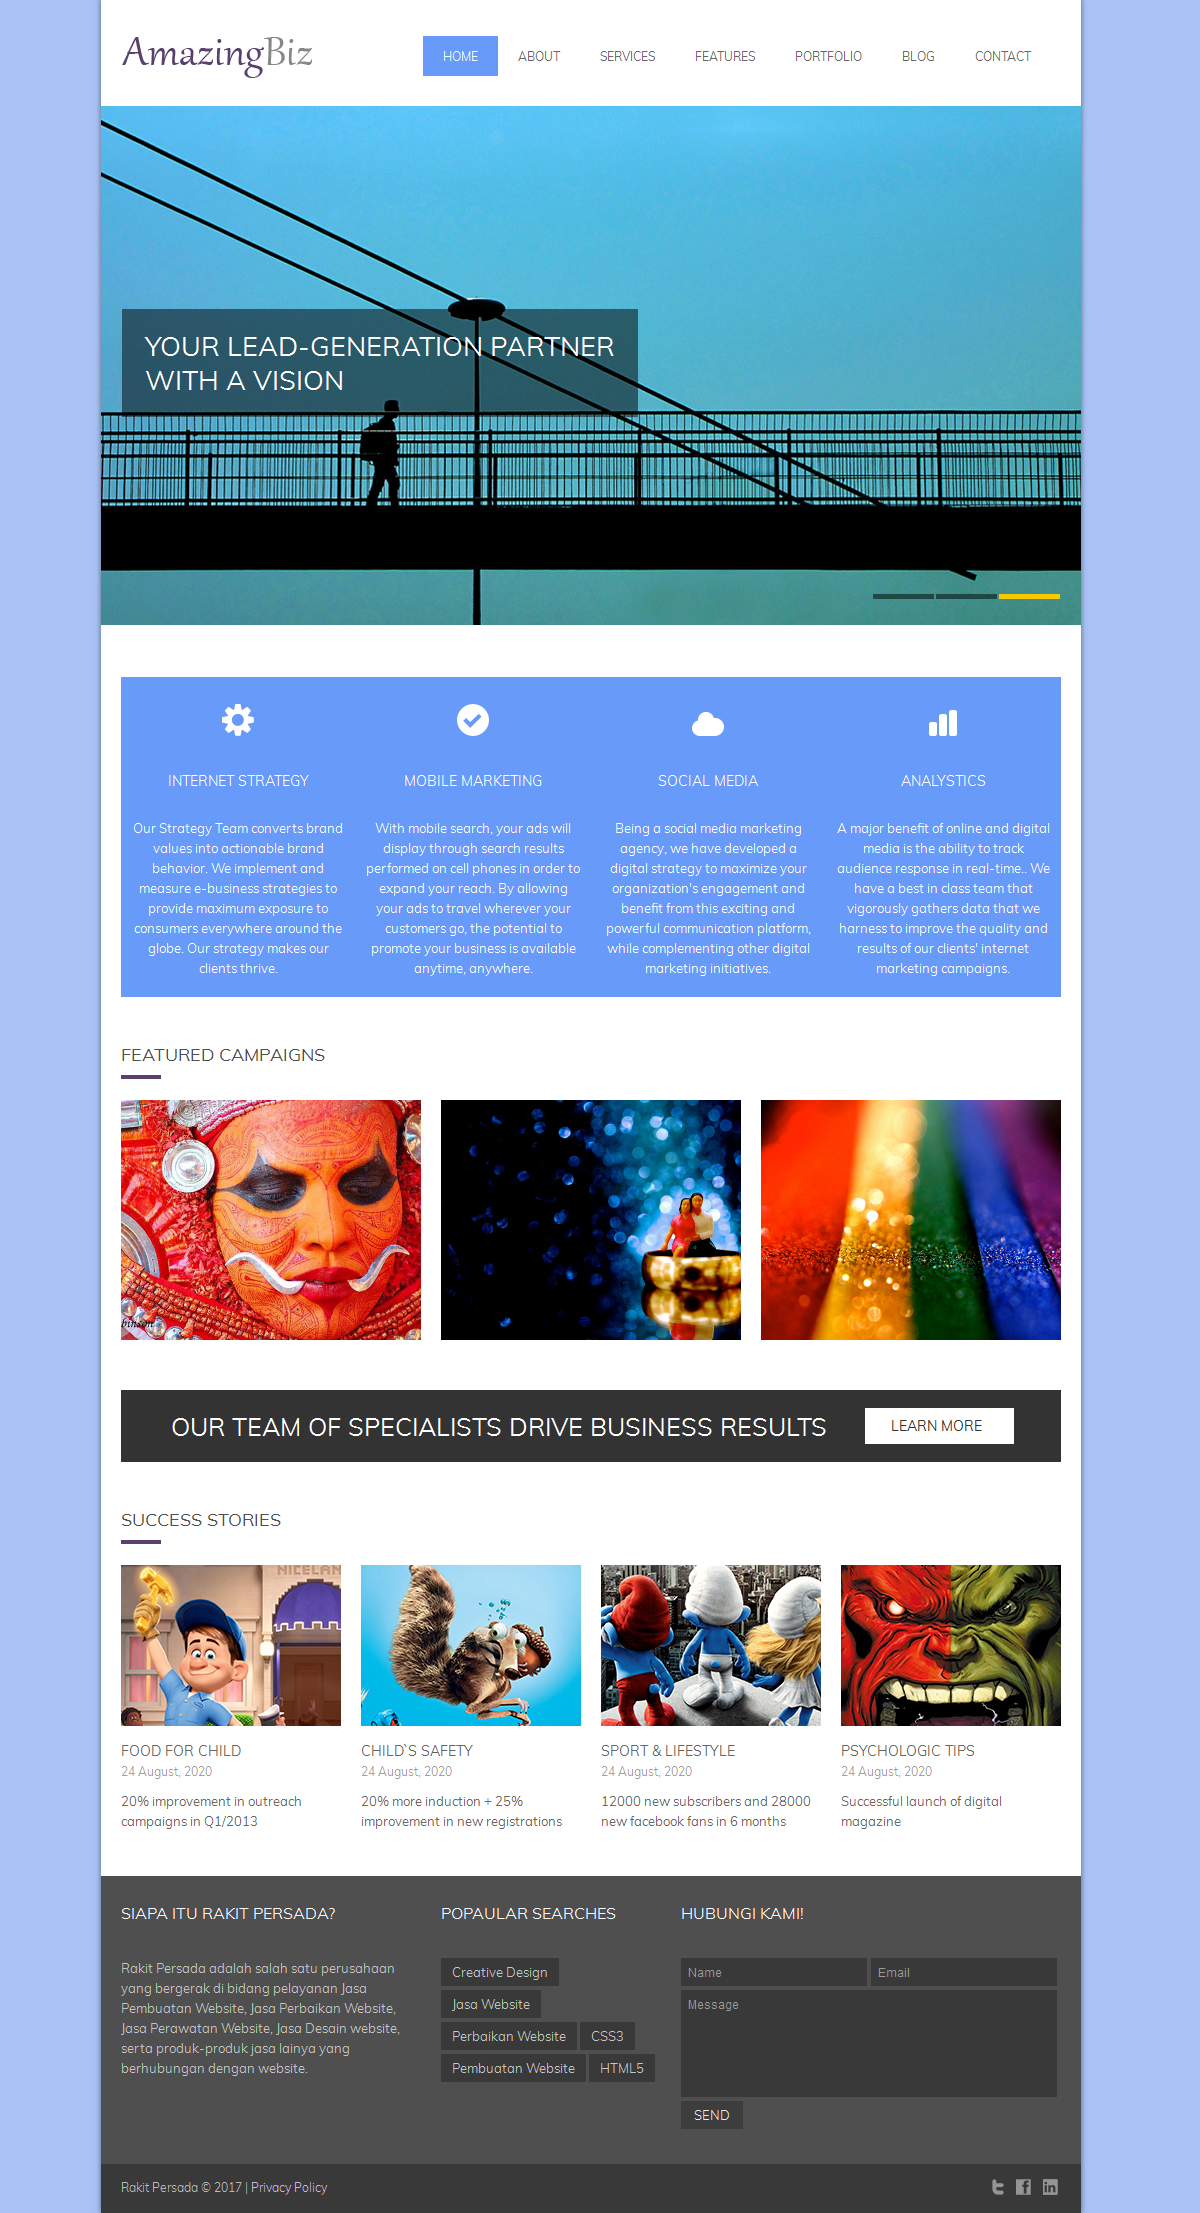 AmazingBiz
HOME ABOUT SERVICES FEATURES PORTFOLIO BLOG CONTACT
YOUR LEAD-GENERATION PARTNER
WITH A VISION
INTERNET STRATEGY
Our Strategy Team converts brand
values into actionable brand
behavior. We implement and
measure e-business strategies to
provide maximum exposure to
consumers everywhere around the
globe. Our strategy makes our
clients thrive.
MOBILE MARKETING
With mobile search, your ads will
display through search results
performed on cell phones in order to
expand your reach. By allowing
your ads to travel wherever your
customers go, the potential to
promote your business is available
anytime, anywhere.
SOCIAL MEDIA
Being a social media marketing
agency, we have developed a
digital strategy to maximize your
organization's engagement and
benefit from this exciting and
powerful communication platform,
while complementing other digital
marketing initiatives.
ANALYSTICS
A major benefit of online and digital
media is the ability to track
audience response in real-time.. We
have a best in class team that
vigorously gathers data that we
harness to improve the quality and
results of our clients' internet
marketing campaigns.
FEATURED CAMPAIGNS
OUR TEAM OF SPECIALISTS DRIVE BUSINESS RESULTS
LEARN MORE
SUCCESS STORIES
NICELAN
FOOD FOR CHILD
24 August, 2020
20% improvement in outreach
campaigns in Q1/2013
CHILD`S SAFETY
24 August, 2020
20% more induction + 25%
improvement in new registrations
SPORT & LIFESTYLE
24 August, 2020
12000 new subscribers and 28000
new facebook fans in 6 months
PSYCHOLOGIC TIPS
24 August, 2020
Successful launch of digital
magazine
SIAPA ITU RAKIT PERSADA?
Rakit Persada adalah salah satu perusahaan
yang bergerak di bidang pelayanan Jasa
Pembuatan Website, Jasa Perbaikan Website,
Jasa Perawatan Website, Jasa Desain website,
serta produk-produk jasa lainya yang
berhubungan dengan website.
POPAULAR SEARCHES
Creative Design
Jasa Website
Perbaikan Website CSS3
Pembuatan Website HTML5
HUBUNGI KAMI!
Name Email
Message
SEND
Rakit Persada © 2017 | Privacy Policy